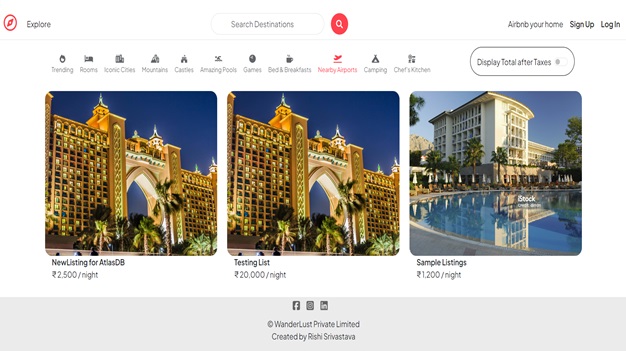 Explore
Search Destinations
Airbnb your home Sign Up Log In
Trending Rooms Iconic Cities Mountains Castles Amazing Pools Games Bed & Breakfasts Nearby Airports Camping Chef's Kitchen
Display Total after Taxes
iStock
Credit: Alphas
NewListing for AtlasDB
₹ 2,500 / night
Testing List
₹ 20,000 / night
Sample Listings
₹ 1,200 / night
© WanderLust Private Limited
Created by Rishi Srivastava